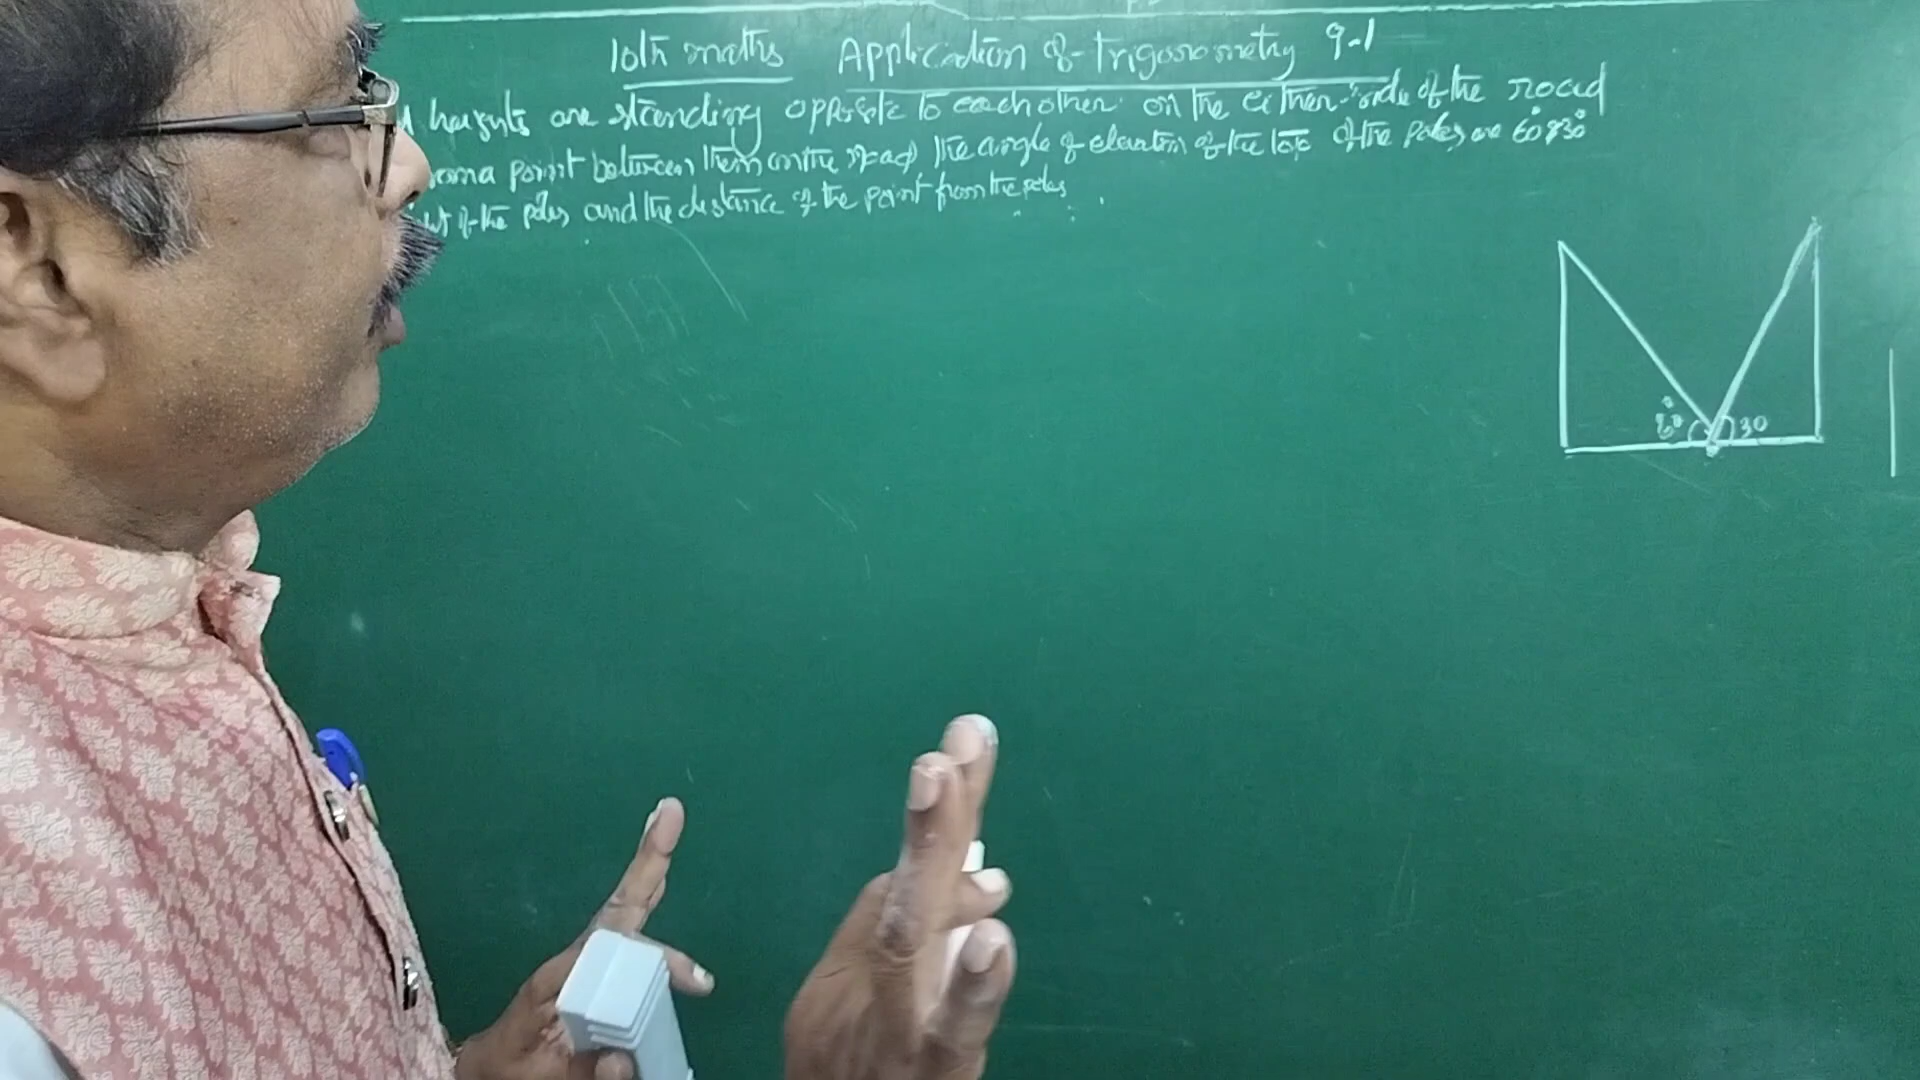 10th maths Application of Trigonometry 9.1
heights are standing opposite to each other on the either side of the road
point between them on the road the angle of elevation of the top of the poles are 60° & 30°
of the poles and the distance of the point from the poles
60°
30